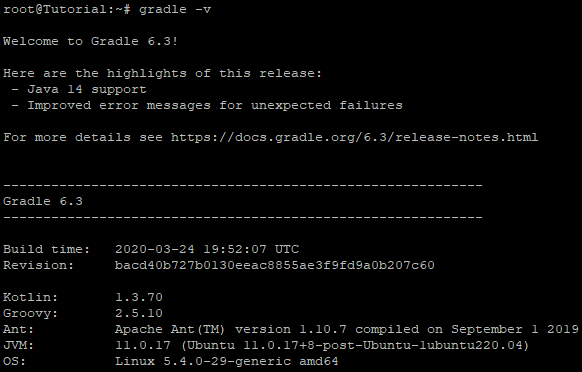 root@Tutorial:~# gradle -v
Welcome to Gradle 6.3!
Here are the highlights of this release:
- Java 14 support
- Improved error messages for unexpected failures
For more details see https://docs.gradle.org/6.3/release-notes.html
------------------------------------------------------------
Gradle 6.3
------------------------------------------------------------
Build time: 2020-03-24 19:52:07 UTC
Revision: bacd40b727b0130eeac8855ae3f9fd9a0b207c60
Kotlin: 1.3.70
Groovy: 2.5.10
Ant: Apache Ant(TM) version 1.10.7 compiled on September 1 2019
JVM: 11.0.17 (Ubuntu 11.0.17+8-post-Ubuntu-1ubuntu220.04)
OS: Linux 5.4.0-29-generic amd64